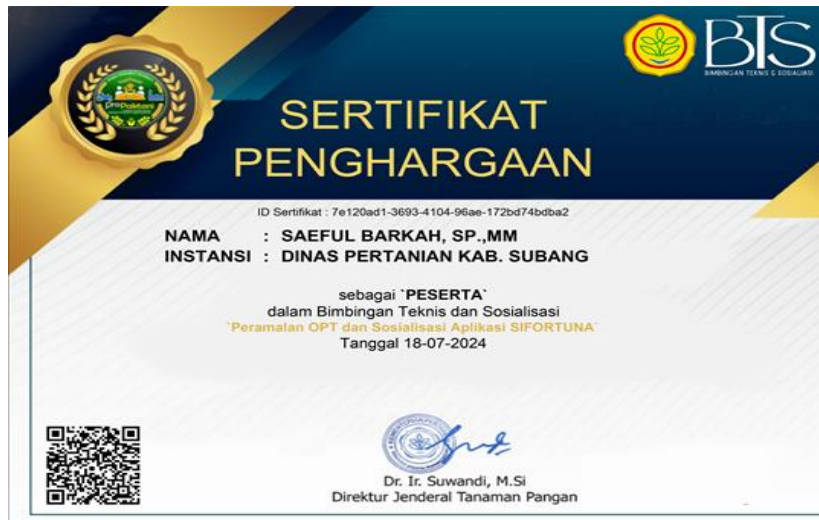 BTS
BIMBINGAN TEKNIS & SOSIALISASI
proPaktani
SERTIFIKAT
PENGHARGAAN
ID Sertifikat : 7e120ad1-3693-4104-96ae-172bd74bdba2
NAMA : SAEFUL BARKAH, SP.,MM
INSTANSI : DINAS PERTANIAN KAB. SUBANG
sebagai `PESERTA`
dalam Bimbingan Teknis dan Sosialisasi
`Peramalan OPT dan Sosialisasi Aplikasi SIFORTUNA`
Tanggal 18-07-2024
Dr. Ir. Suwandi, M.Si
Direktur Jenderal Tanaman Pangan